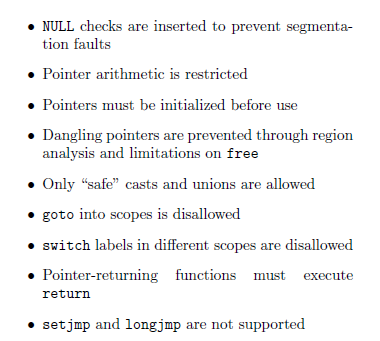 • NULL checks are inserted to prevent segmenta-
tion faults
• Pointer arithmetic is restricted
• Pointers must be initialized before use
• Dangling pointers are prevented through region
analysis and limitations on free
• Only “safe” casts and unions are allowed
• goto into scopes is disallowed
• switch labels in different scopes are disallowed
• Pointer-returning functions must execute
return
• setjmp and longjmp are not supported